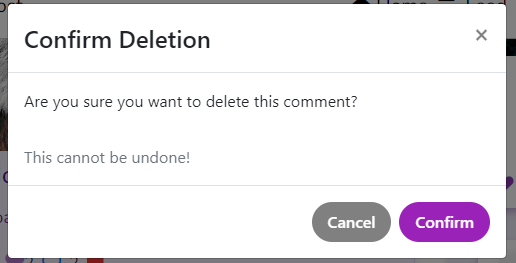 Confirm Deletion
×
Are you sure you want to delete this comment?
This cannot be undone!
Cancel
Confirm